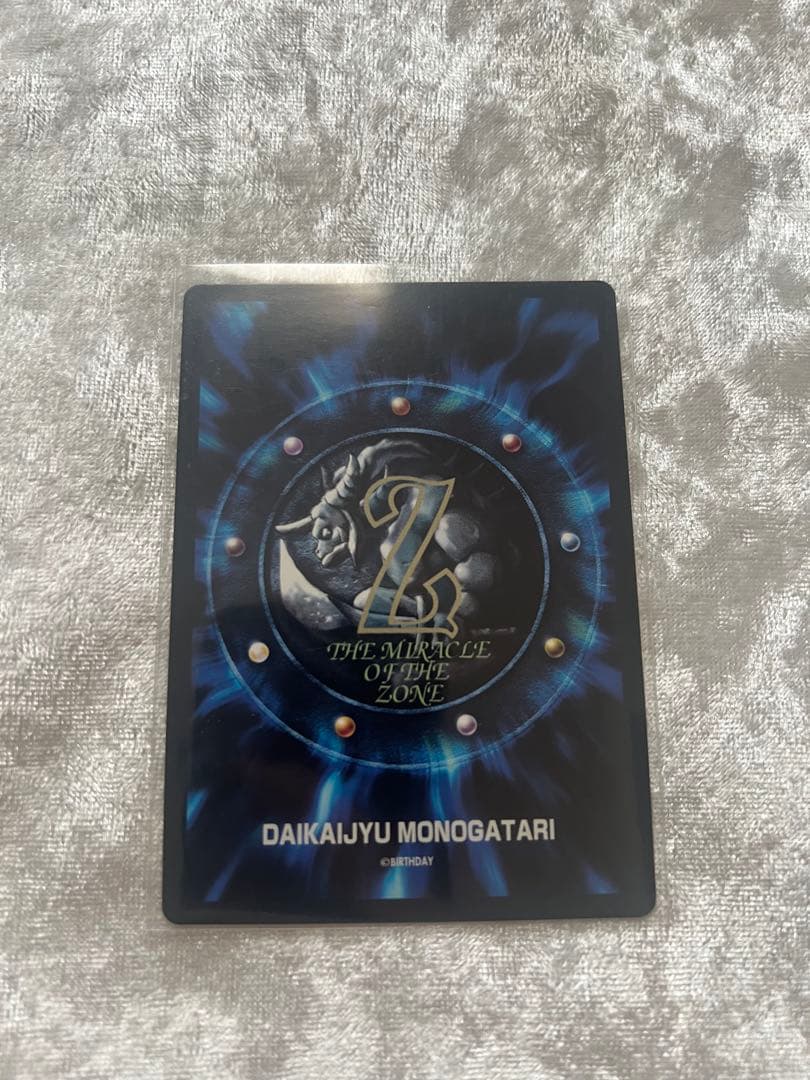 Z
THE MIRACLE
OF THE
ZONE
DAIKAIJYU MONOGATARI
©BIRTHDAY